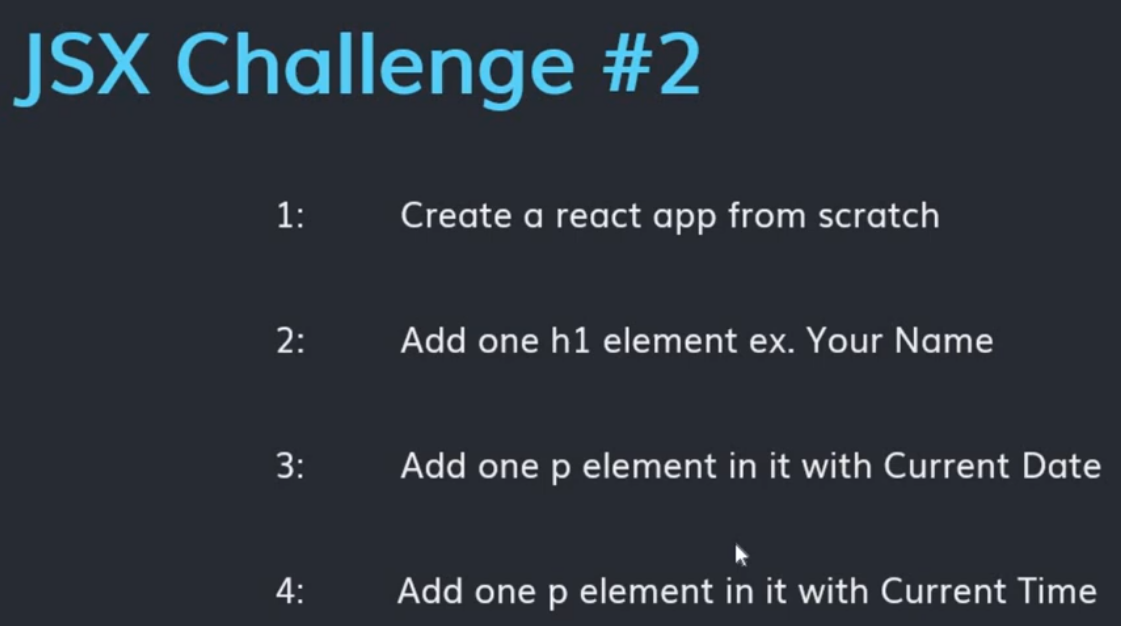 JSX Challenge #2
1: Create a react app from scratch
2: Add one h1 element ex. Your Name
3: Add one p element in it with Current Date
4: Add one p element in it with Current Time